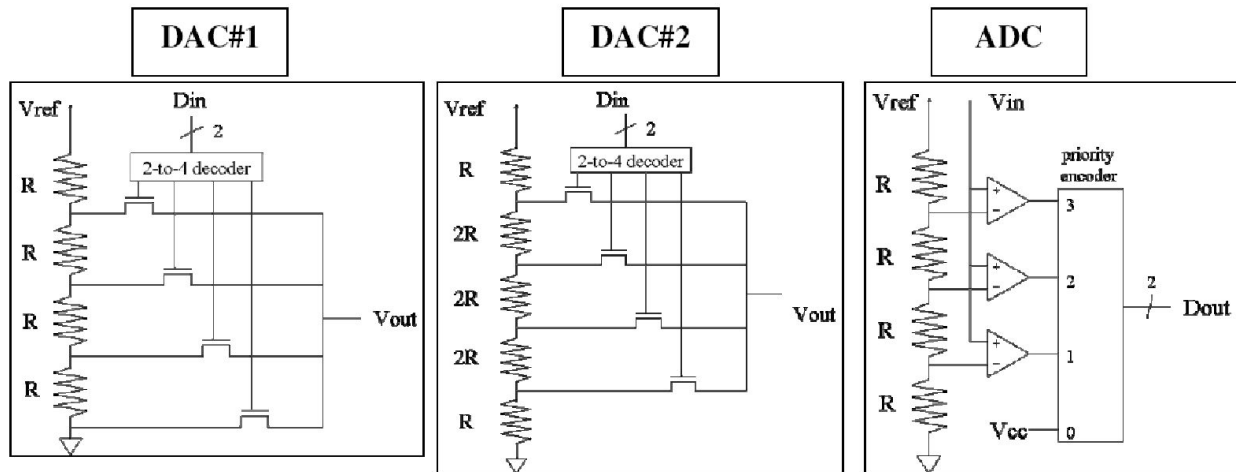 DAC#1
DAC#2
ADC
Vref
Din
2
2-to-4 decoder
R
R
R
R
Vout
Vref
Din
2
2-to-4 decoder
R
2R
2R
2R
R
Vout
Vref
Vin
priority
encoder
R
R
R
R
+
−
+
−
+
−
3
2
1
0
Vcc
2
Dout